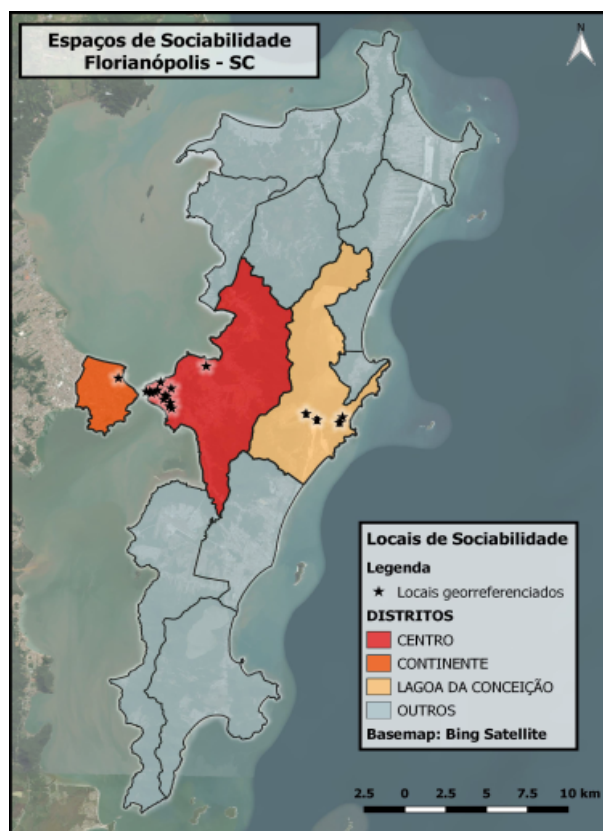 Espaços de Sociabilidade
Florianópolis - SC
N
Locais de Sociabilidade
Legenda
Locais georreferenciados
DISTRITOS
CENTRO
CONTINENTE
LAGOA DA CONCEIÇÃO
OUTROS
Basemap: Bing Satellite
2.5 0 2.5 5 7.5 10 km